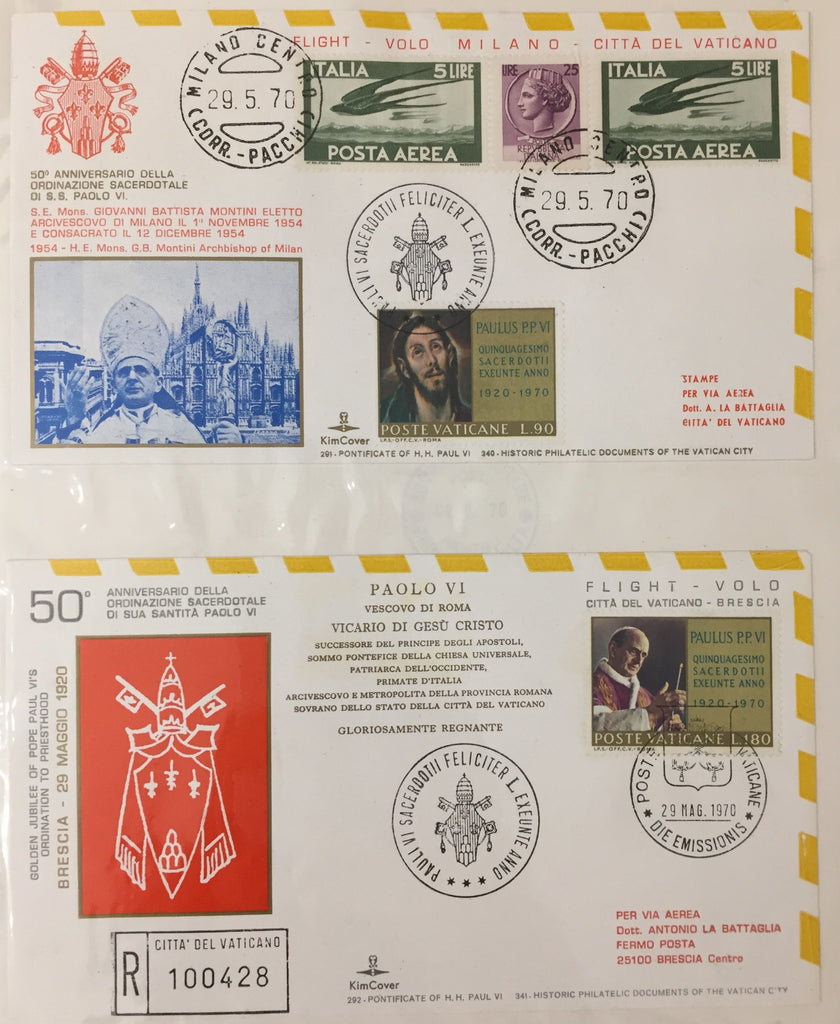 FLIGHT - VOLO MILANO - CITTÀ DEL VATICANO
MILANO CENTRO
29.5.70
(CORR.-PACCHI)
ITALIA 5 LIRE
POSTA AEREA
LIRE 25
ITALIA 5 LIRE
POSTA AEREA
MILANO CENTRO
29.5.70
(CORR.-PACCHI)
50º ANNIVERSARIO DELLA
ORDINAZIONE SACERDOTALE
DI S.S. PAOLO VI.
S.E. Mons. GIOVANNI BATTISTA MONTINI ELETTO
ARCIVESCOVO DI MILANO IL 1º NOVEMBRE 1954
E CONSACRATO IL 12 DICEMBRE 1954
1954 - H.E. Mons. G.B. Montini Archbishop of Milan
PAULI VI SACERDOTII FELICITER L EXEUNTE ANNO
PAULUS P.P. VI
QUINQUAGESIMO
SACERDOTII
EXEUNTE ANNO
1920-1970
POSTE VATICANE L.90
I.P.S.-OFF.C.V.-ROMA
STAMPE
PER VIA AEREA
Dott. A. LA BATTAGLIA
CITTA' DEL VATICANO
KimCover
291 - PONTIFICATE OF H. H. PAUL VI 340 - HISTORIC PHILATELIC DOCUMENTS OF THE VATICAN CITY
50º ANNIVERSARIO DELLA
ORDINAZIONE SACERDOTALE
DI SUA SANTITÀ PAOLO VI
GOLDEN JUBILEE OF POPE PAUL VI'S
ORDINATION TO PRIESTHOOD
BRESCIA - 29 MAGGIO 1920
PAOLO VI
VESCOVO DI ROMA
VICARIO DI GESÙ CRISTO
SUCCESSORE DEL PRINCIPE DEGLI APOSTOLI,
SOMMO PONTEFICE DELLA CHIESA UNIVERSALE,
PATRIARCA DELL'OCCIDENTE,
PRIMATE D'ITALIA
ARCIVESCOVO E METROPOLITA DELLA PROVINCIA ROMANA
SOVRANO DELLO STATO DELLA CITTÀ DEL VATICANO
GLORIOSAMENTE REGNANTE
FLIGHT - VOLO
CITTÀ DEL VATICANO - BRESCIA
PAULUS P.P. VI
QUINQUAGESIMO
SACERDOTII
EXEUNTE ANNO
1920-1970
POSTE VATICANE L.180
I.P.S.-OFF.C.V.-ROMA
29 MAG. 1970
DIE EMISSIONIS
PAULI VI SACERDOTII FELICITER L EXEUNTE ANNO
R CITTA' DEL VATICANO
100428
PER VIA AEREA
Dott. ANTONIO LA BATTAGLIA
FERMO POSTA
25100 BRESCIA Centro
KimCover
292 - PONTIFICATE OF H. H. PAUL VI 341 - HISTORIC PHILATELIC DOCUMENTS OF THE VATICAN CITY